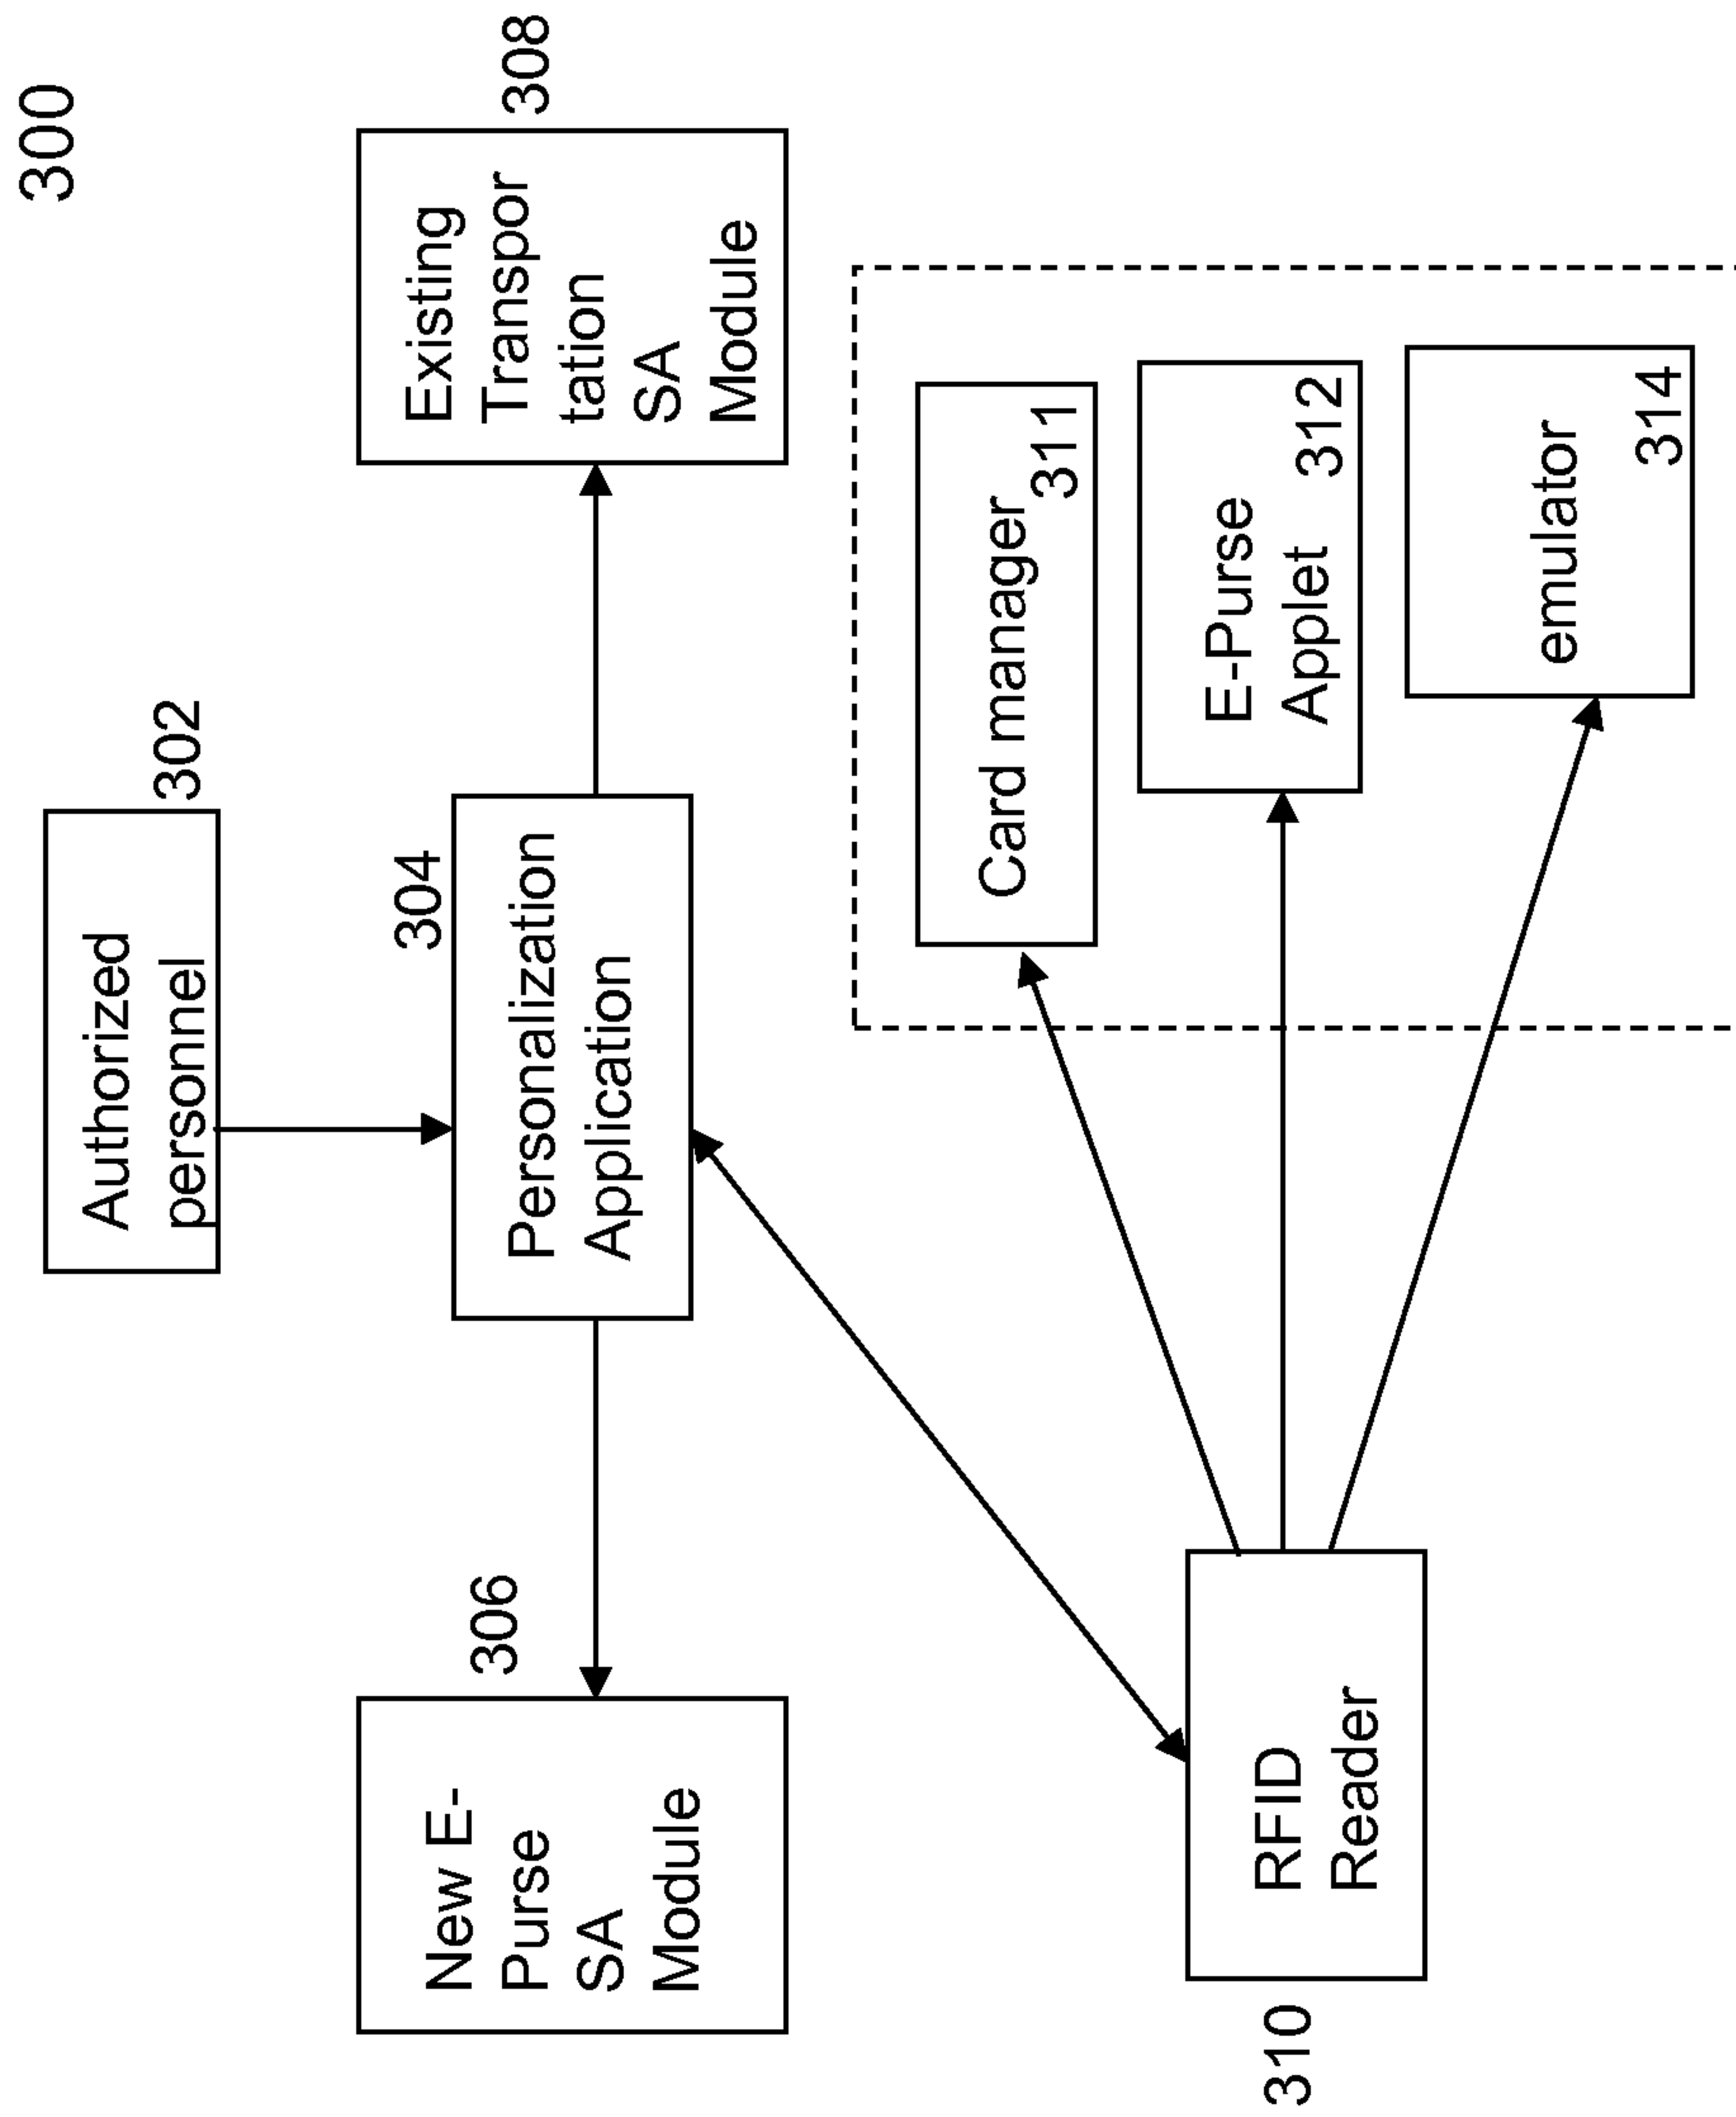 300
Authorized
personnel
302
304
Personalization
Application
306
New E-
Purse
SA
Module
308
Existing
Transpor
tation
SA
Module
Card manager
311
E-Purse
Applet 312
emulator
314
RFID
Reader
310